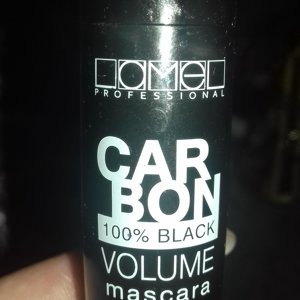 LAMEL
PROFESSIONAL
CAR
BON
100% BLACK
VOLUME
mascara